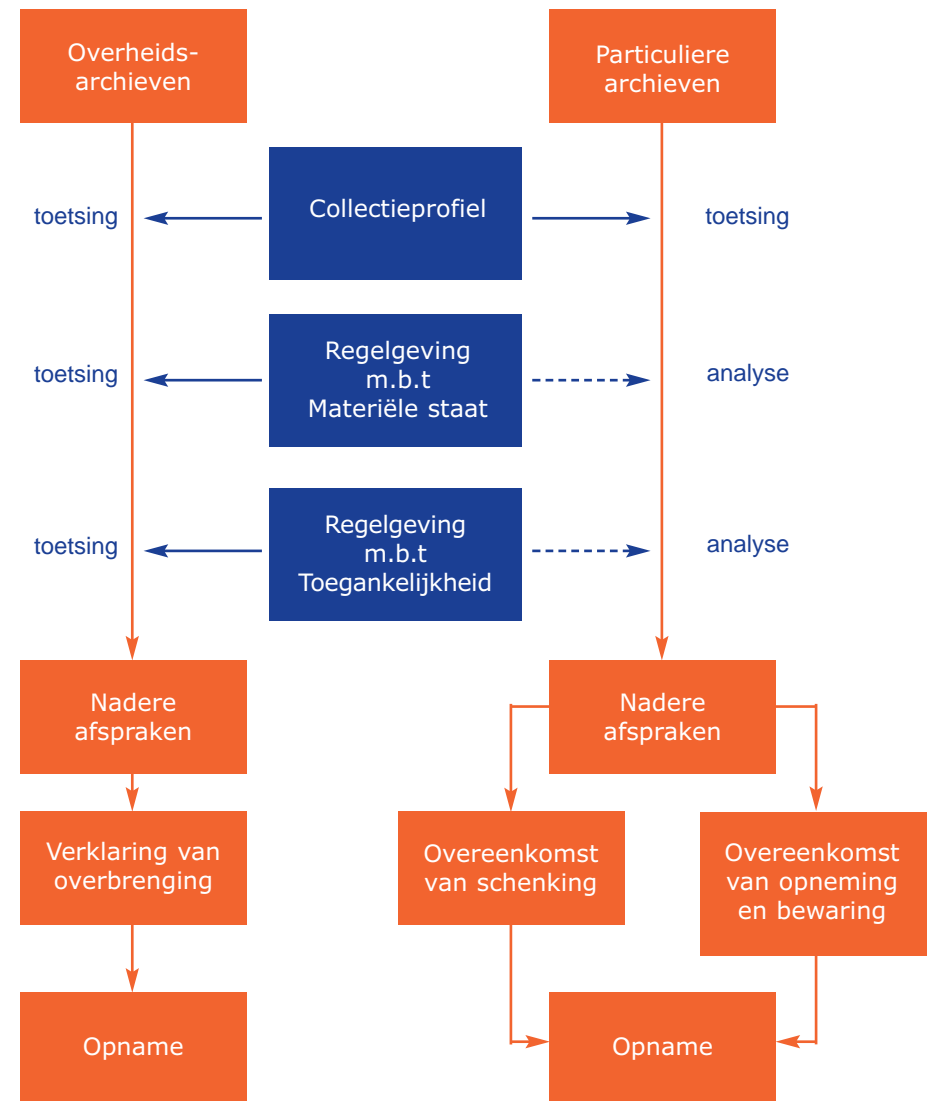 Overheids-
archieven
Particuliere
archieven
toetsing
Collectieprofiel
toetsing
toetsing
Regelgeving
m.b.t
Materiële staat
analyse
toetsing
Regelgeving
m.b.t
Toegankelijkheid
analyse
Nadere
afspraken
Nadere
afspraken
Verklaring van
overbrenging
Overeenkomst
van schenking
Overeenkomst
van opneming
en bewaring
Opname
Opname